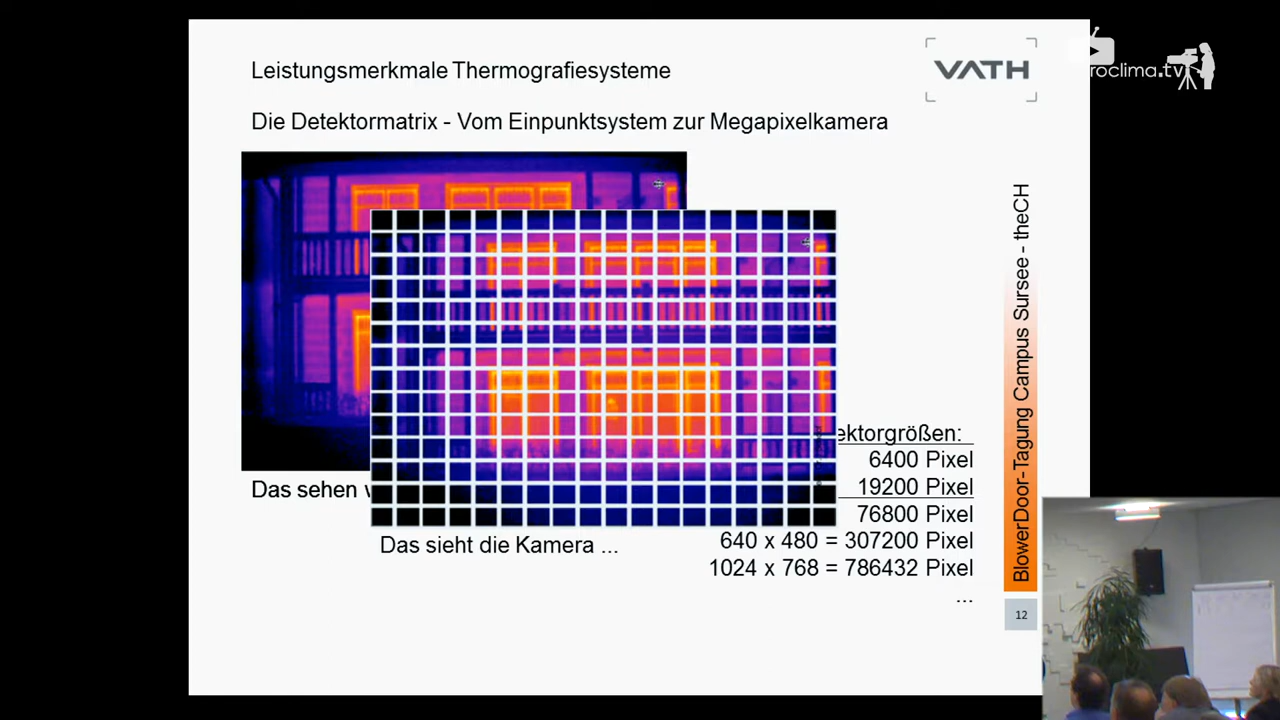 Leistungsmerkmale Thermografiesysteme
VATH
roclima.tv
Die Detektormatrix - Vom Einpunktsystem zur Megapixelkamera
BlowerDoor-Tagung Campus Sursee - theCH
ektorgrößen:
6400 Pixel
19200 Pixel
76800 Pixel
640 x 480 = 307200 Pixel
1024 x 768 = 786432 Pixel
...
Das sehen
Das sieht die Kamera ...
12